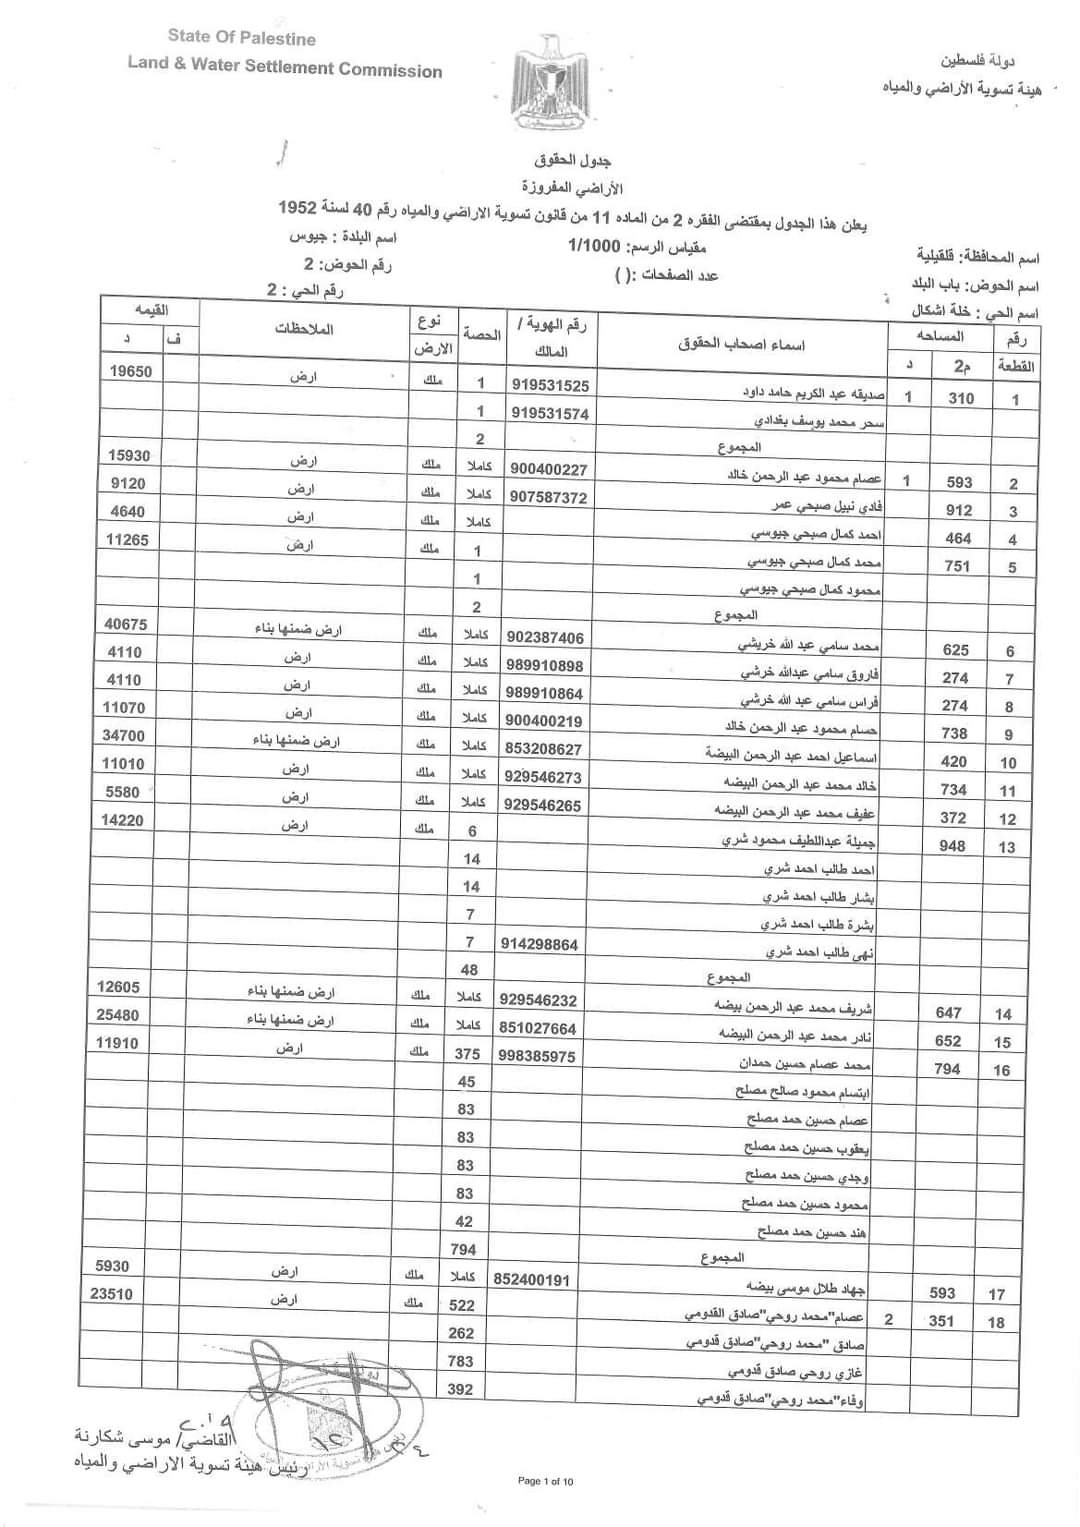 State Of Palestine
Land & Water Settlement Commission
دولة فلسطين
هيئة تسوية الأراضي والمياه
جدول الحقوق
الأراضي المفروزة
يعلن هذا الجدول بمقتضى الفقره 2 من الماده 11 من قانون تسوية الاراضي والمياه رقم 40 لسنة 1952
اسم المحافظة: قلقيلية مقياس الرسم: 1/1000 اسم البلدة : جيوس
اسم الحوض: باب البلد عدد الصفحات :( ) رقم الحوض: 2
اسم الحي : خلة اشكال رقم الحي : 2
رقم القطعة المساحه م2 د اسماء اصحاب الحقوق رقم الهوية / المالك الحصة نوع الارض الملاحظات القيمه ف د
1 310 1 صديقه عبد الكريم حامد داود 919531525 1 ملك ارض 19650
سحر محمد يوسف بغدادي 919531574 1
المجموع 2
2 593 1 عصام محمود عبد الرحمن خالد 900400227 كاملا ملك ارض 15930
3 912 فادي نبيل صبحي عمر 907587372 كاملا ملك ارض 9120
4 464 احمد كمال صبحي جيوسي كاملا ملك ارض 4640
5 751 محمد كمال صبحي جيوسي 1 ملك ارض 11265
محمود كمال صبحي جيوسي 1
المجموع 2
6 625 محمد سامي عبد الله خريشي 902387406 كاملا ملك ارض ضمنها بناء 40675
7 274 فاروق سامي عبدالله خرشي 989910898 كاملا ملك ارض 4110
8 274 فراس سامي عبد الله خرشي 989910864 كاملا ملك ارض 4110
9 738 حسام محمود عبد الرحمن خالد 900400219 كاملا ملك ارض 11070
10 420 اسماعيل احمد عبد الرحمن البيضة 853208627 كاملا ملك ارض ضمنها بناء 34700
11 734 خالد محمد عبد الرحمن البيضه 929546273 كاملا ملك ارض 11010
12 372 عفيف محمد عبد الرحمن البيضه 929546265 كاملا ملك ارض 5580
13 948 جميلة عبداللطيف محمود شري 6 ملك ارض 14220
احمد طالب احمد شري 14
بشار طالب احمد شري 14
بشرة طالب احمد شري 7
نهى طالب احمد شري 914298864 7
المجموع 48
14 647 شريف محمد عبد الرحمن بيضه 929546232 كاملا ملك ارض ضمنها بناء 12605
15 652 نادر محمد عبد الرحمن البيضه 851027664 كاملا ملك ارض ضمنها بناء 25480
16 794 محمد عصام حسين حمدان 998385975 375 ملك ارض 11910
ابتسام محمود صالح مصلح 45
عصام حسين حمد مصلح 83
يعقوب حسين حمد مصلح 83
وجدي حسين حمد مصلح 83
محمود حسين حمد مصلح 83
هند حسين حمد مصلح 42
المجموع 794
17 593 جهاد طلال موسى بيضه 852400191 كاملا ملك ارض 5930
18 351 2 عصام"محمد روحي"صادق القدومي 522 ملك ارض 23510
صادق "محمد روحي"صادق قدومي 262
غازي روحي صادق قدومي 783
وفاء"محمد روحي"صادق قدومي 392
القاضي/ موسى شكارنة
رئيس هيئة تسوية الاراضي والمياه
Page 1 of 10